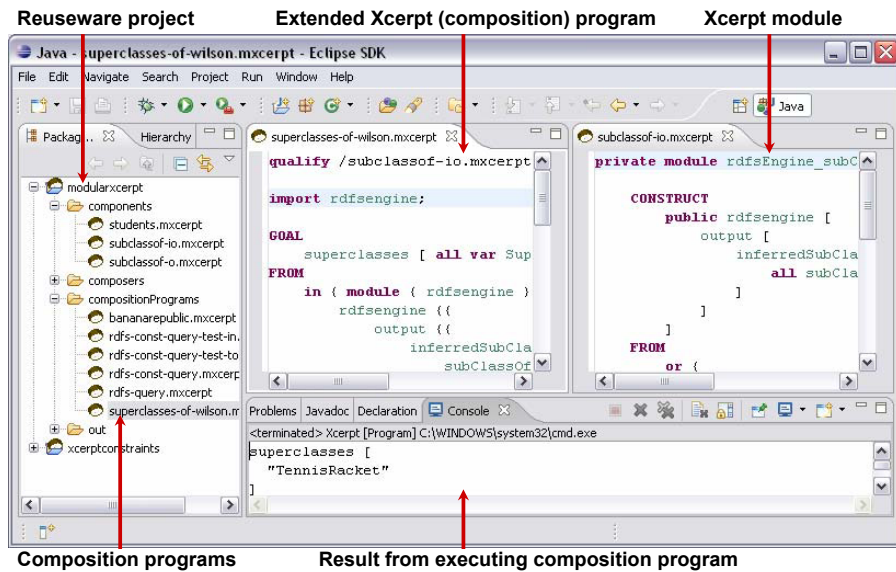 Reuseware project
Extended Xcerpt (composition) program
Xcerpt module
Java - superclasses-of-wilson.mxcerpt - Eclipse SDK
File Edit Navigate Search Project Run Window Help
Java
Packag...
Hierarchy
modularxcerpt
components
students.mxcerpt
subclassof-io.mxcerpt
subclassof-o.mxcerpt
composers
compositionPrograms
bananarepublic.mxcerpt
rdfs-const-query-test-in.
rdfs-const-query-test-to
rdfs-const-query.mxcerp
rdfs-query.mxcerpt
superclasses-of-wilson.m
out
xcerptconstraints
superclasses-of-wilson.mxcerpt
qualify /subclassof-io.mxcerpt
import rdfsengine;
GOAL
superclasses [ all var Sup
FROM
in ( module ( rdfsengine )
rdfsengine {{
output {{
inferredSubCla
subClassOf
subclassof-io.mxcerpt
private module rdfsEngine_subC
CONSTRUCT
public rdfsengine [
output [
inferredSubCla
all subCla
]
]
]
FROM
or (
Problems Javadoc Declaration Console
<terminated> Xcerpt [Program] C:\WINDOWS\system32\cmd.exe
superclasses [
"TennisRacket"
]
Composition programs
Result from executing composition program